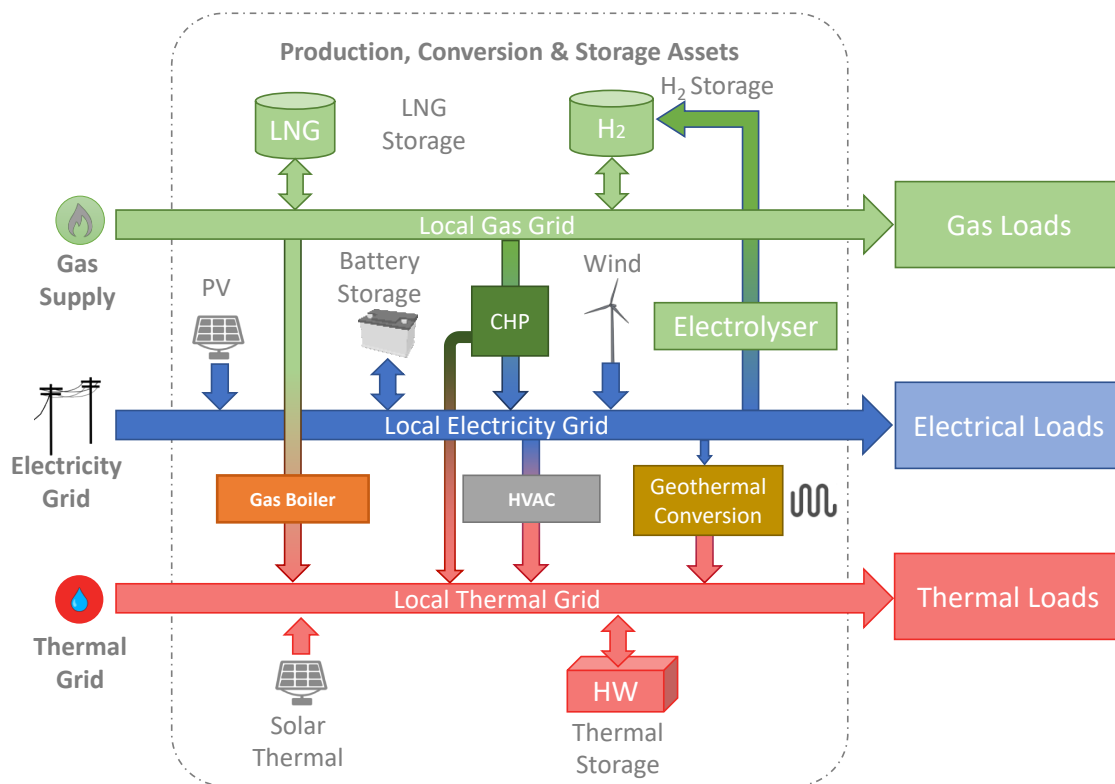 Production, Conversion & Storage Assets
H2 Storage
LNG
LNG
Storage
H2
Local Gas Grid
Gas Loads
Gas
Supply
PV
Battery
Storage
CHP
Wind
Electrolyser
Local Electricity Grid
Electrical Loads
Electricity
Grid
Gas Boiler
HVAC
Geothermal
Conversion
Local Thermal Grid
Thermal Loads
Thermal
Grid
Solar
Thermal
HW
Thermal
Storage